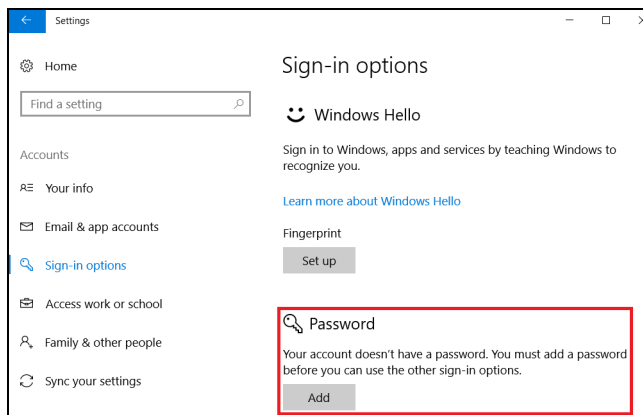 Settings
Home
Find a setting
Accounts
Your info
Email & app accounts
Sign-in options
Access work or school
Family & other people
Sync your settings
Sign-in options
Windows Hello
Sign in to Windows, apps and services by teaching Windows to
recognize you.
Learn more about Windows Hello
Fingerprint
Set up
Password
Your account doesn't have a password. You must add a password
before you can use the other sign-in options.
Add